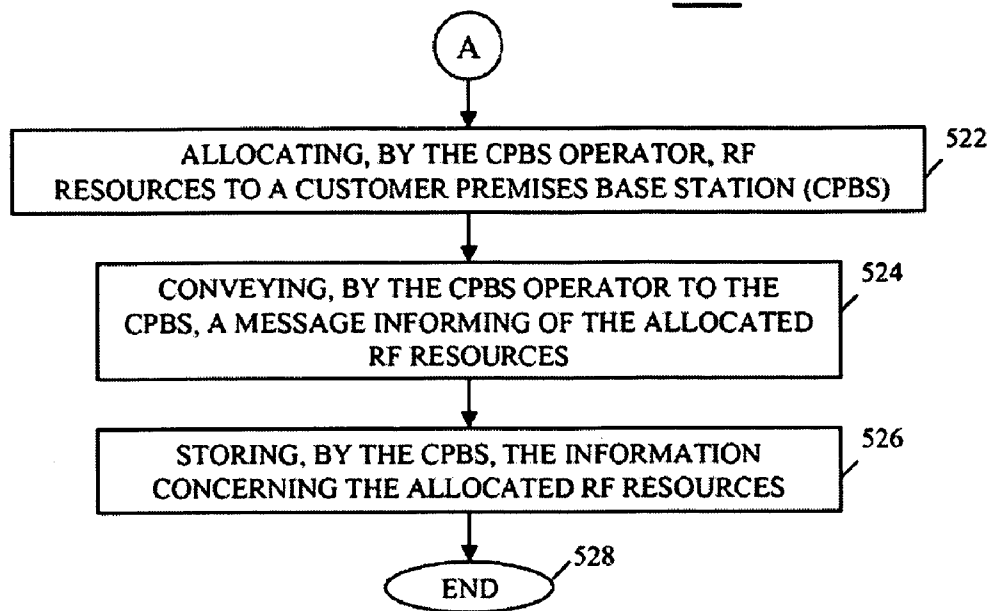 A
ALLOCATING, BY THE CPBS OPERATOR, RF
RESOURCES TO A CUSTOMER PREMISES BASE STATION (CPBS)
522
CONVEYING, BY THE CPBS OPERATOR TO THE
CPBS, A MESSAGE INFORMING OF THE ALLOCATED
RF RESOURCES
524
STORING, BY THE CPBS, THE INFORMATION
CONCERNING THE ALLOCATED RF RESOURCES
526
END
528